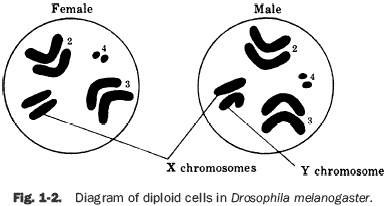 Female
Male
2
4
3
2
4
3
X chromosomes
Y chromosome
Fig. 1-2. Diagram of diploid cells in Drosophila melanogaster.